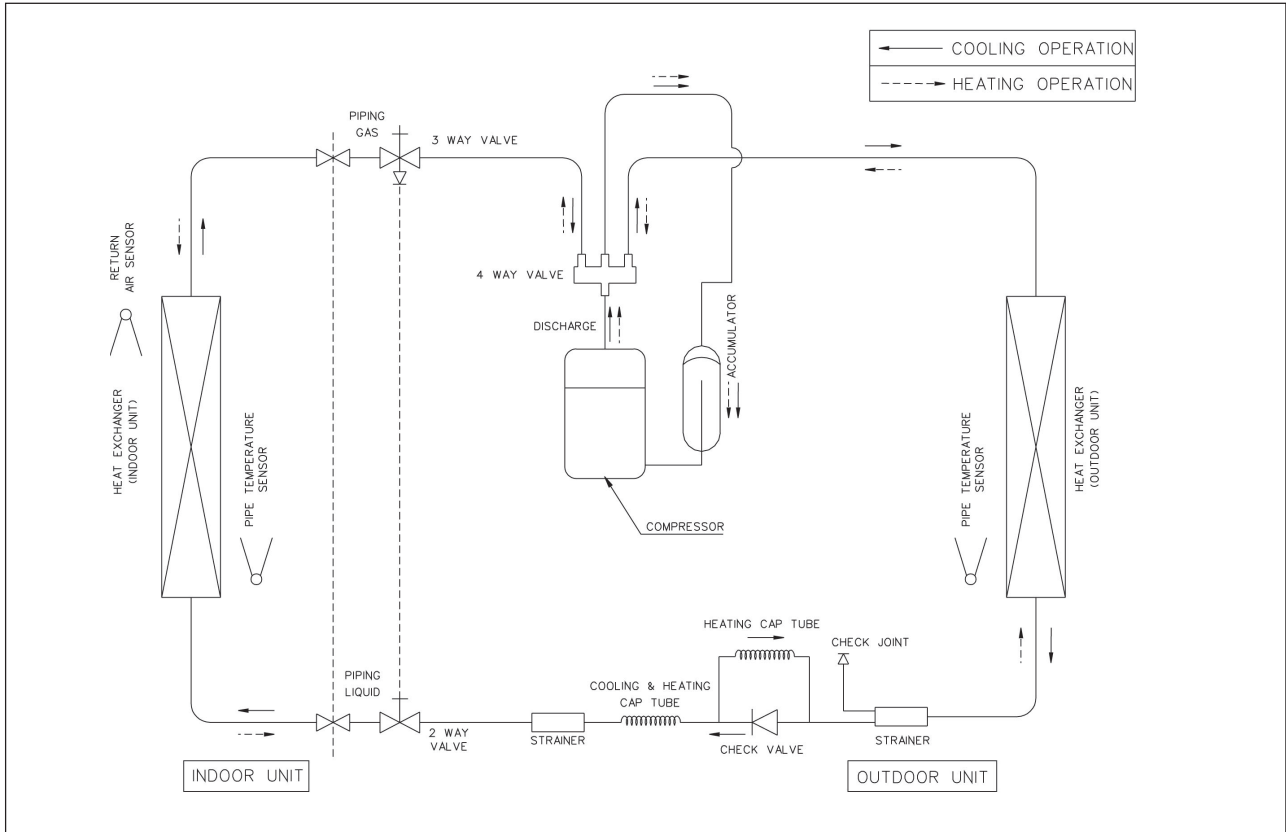 COOLING OPERATION
HEATING OPERATION
PIPING
GAS
3 WAY VALVE
RETURN
AIR SENSOR
4 WAY VALVE
DISCHARGE
ACCUMULATOR
HEAT EXCHANGER
(INDOOR UNIT)
PIPE TEMPERATURE
SENSOR
COMPRESSOR
PIPE TEMPERATURE
SENSOR
HEAT EXCHANGER
(OUTDOOR UNIT)
HEATING CAP TUBE
CHECK JOINT
PIPING
LIQUID
COOLING & HEATING
CAP TUBE
2 WAY
VALVE
STRAINER
CHECK VALVE
STRAINER
INDOOR UNIT
OUTDOOR UNIT